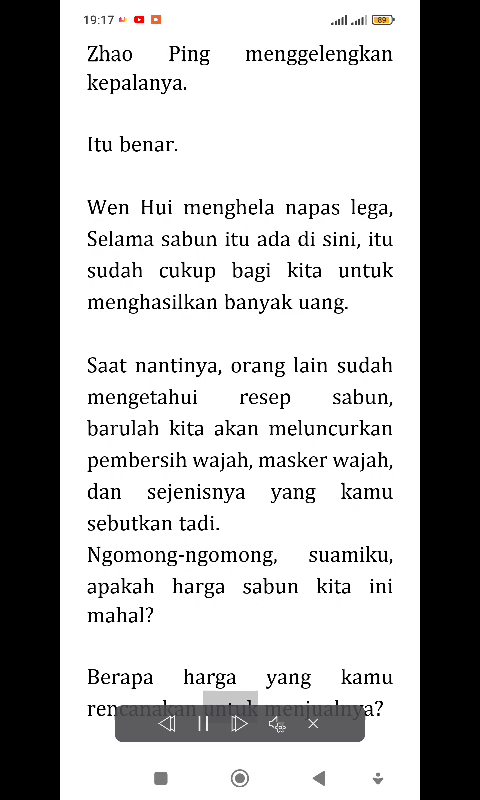 19:17
89
Zhao Ping menggelengkan
kepalanya.
Itu benar.
Wen Hui menghela napas lega,
Selama sabun itu ada di sini, itu
sudah cukup bagi kita untuk
menghasilkan banyak uang.
Saat nantinya, orang lain sudah
mengetahui resep sabun,
barulah kita akan meluncurkan
pembersih wajah, masker wajah,
dan sejenisnya yang kamu
sebutkan tadi.
Ngomong-ngomong, suamiku,
apakah harga sabun kita ini
mahal?
Berapa harga yang kamu
rencanakan untuk menjualnya?